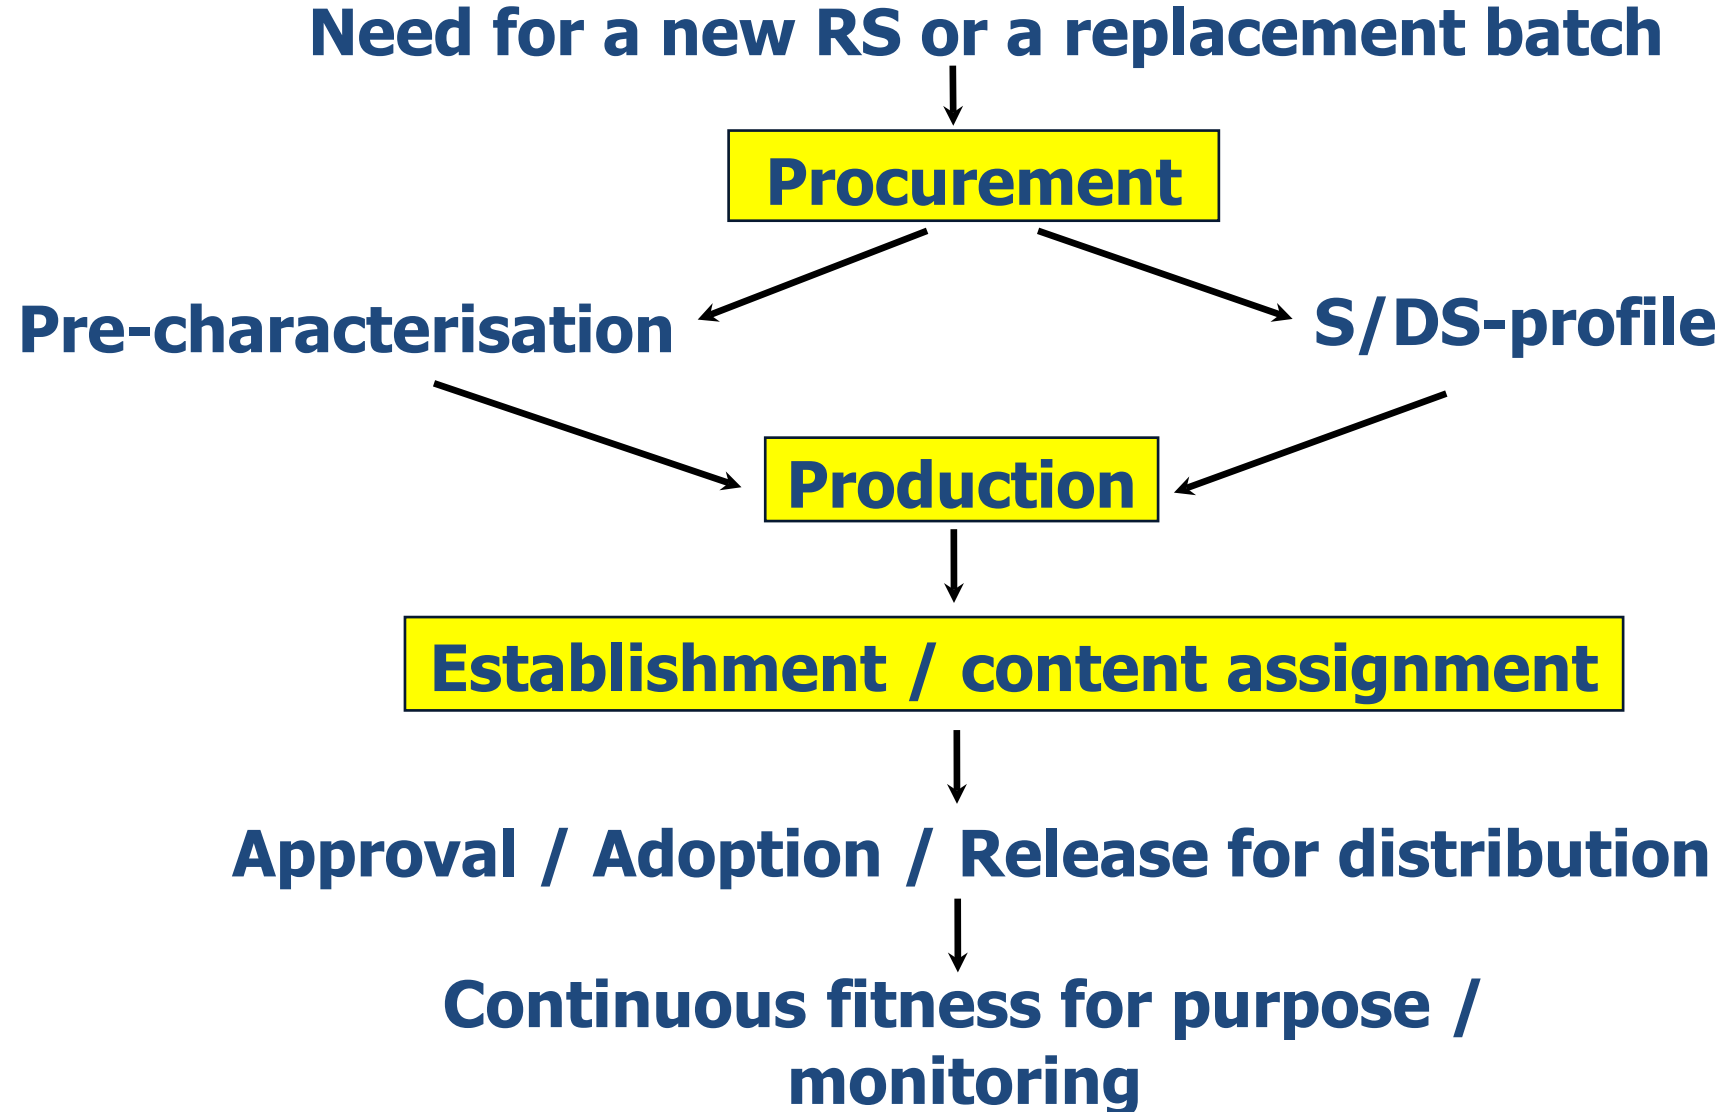 Need for a new RS or a replacement batch
Procurement
Pre-characterisation
S/DS-profile
Production
Establishment / content assignment
Approval / Adoption / Release for distribution
Continuous fitness for purpose /
monitoring